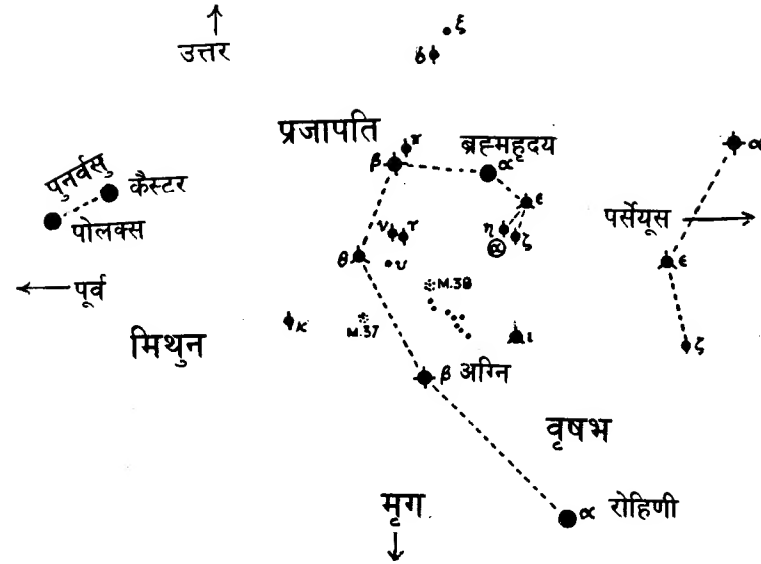 ξ
उत्तर
δ
प्रजापति
π
ब्रह्महृदय
α
β
α
पुनर्वसु
कैस्टर
ε
पर्सेयूस
पोलक्स
ν
τ
η
ζ
α
θ
υ
ε
पूर्व
M.38
κ
M.37
ι
ζ
मिथुन
β अग्नि
वृषभ
मृग
α रोहिणी